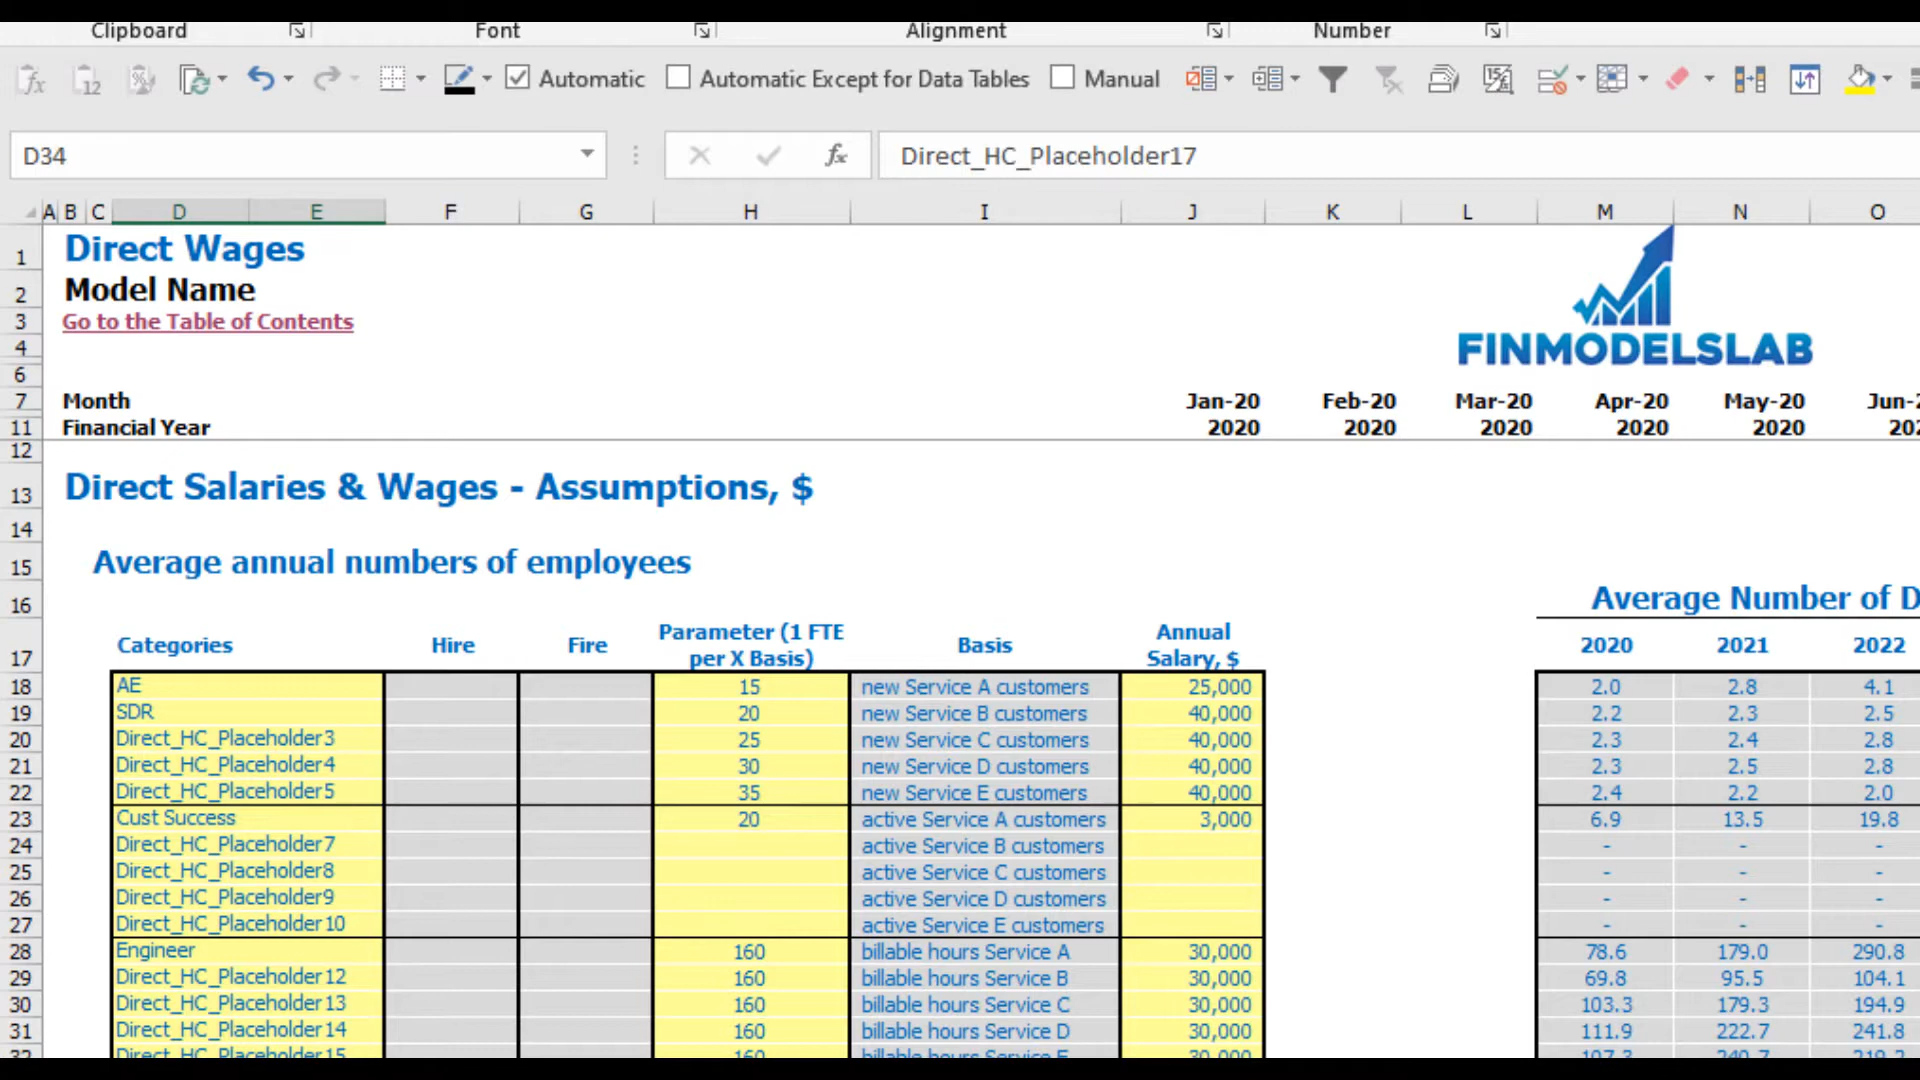 Clipboard Font Alignment Number
Automatic Automatic Except for Data Tables Manual
D34 fx Direct_HC_Placeholder17
A B C D E F G H I J K L M N O
1 Direct Wages
2 Model Name
3 Go to the Table of Contents
4 FINMODELSLAB
6
7 Month Jan-20 Feb-20 Mar-20 Apr-20 May-20
11 Financial Year 2020 2020 2020 2020 2020
12
13 Direct Salaries & Wages - Assumptions, $
14
15 Average annual numbers of employees
16 Average Number of D
Parameter (1 FTE Annual
17 Categories Hire Fire per X Basis) Basis Salary, $ 2020 2021 2022
18 AE 15 new Service A customers 25,000 2.0 2.8 4.1
19 SDR 20 new Service B customers 40,000 2.2 2.3 2.5
20 Direct_HC_Placeholder3 25 new Service C customers 40,000 2.3 2.4 2.8
21 Direct_HC_Placeholder4 30 new Service D customers 40,000 2.3 2.5 2.8
22 Direct_HC_Placeholder5 35 new Service E customers 40,000 2.4 2.2 2.0
23 Cust Success 20 active Service A customers 3,000 6.9 13.5 19.8
24 Direct_HC_Placeholder7 active Service B customers - - -
25 Direct_HC_Placeholder8 active Service C customers - - -
26 Direct_HC_Placeholder9 active Service D customers - - -
27 Direct_HC_Placeholder10 active Service E customers - - -
28 Engineer 160 billable hours Service A 30,000 78.6 179.0 290.8
29 Direct_HC_Placeholder12 160 billable hours Service B 30,000 69.8 95.5 104.1
30 Direct_HC_Placeholder13 160 billable hours Service C 30,000 103.3 179.3 194.9
31 Direct_HC_Placeholder14 160 billable hours Service D 30,000 111.9 222.7 241.8